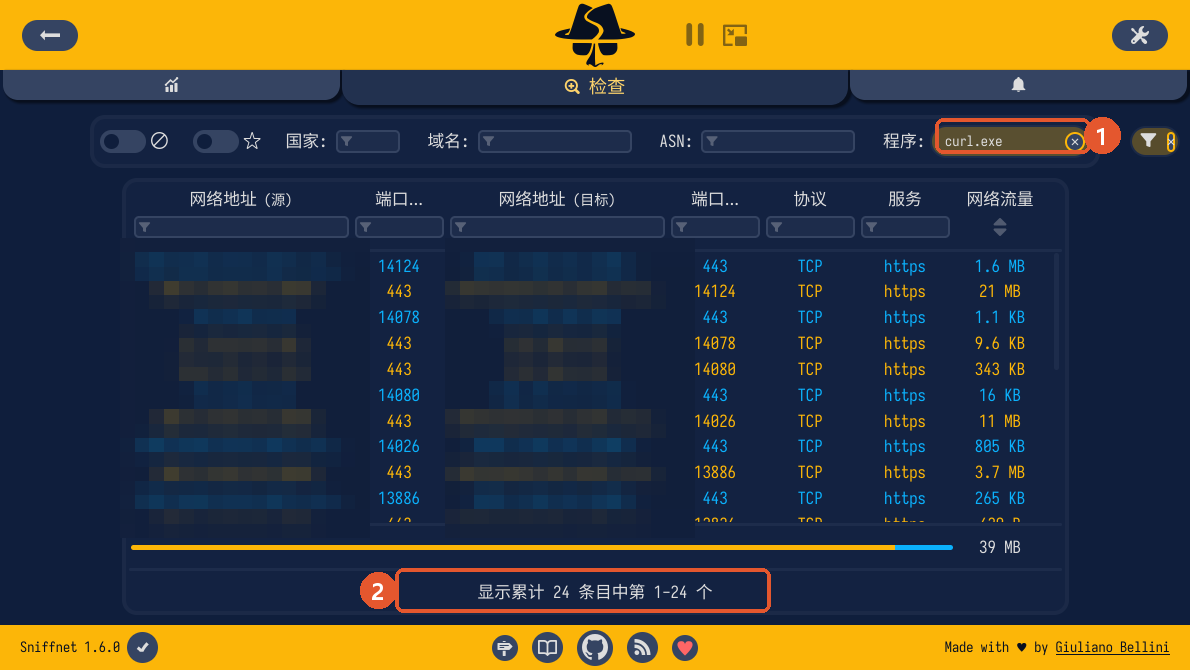 检查
国家: 域名: ASN: 程序: curl.exe 1
网络地址 (源) 端口… 网络地址 (目标) 端口… 协议 服务 网络流量
14124 443 TCP https 1.6 MB
443 14124 TCP https 21 MB
14078 443 TCP https 1.1 KB
443 14078 TCP https 9.6 KB
443 14080 TCP https 343 KB
14080 443 TCP https 16 KB
443 14026 TCP https 11 MB
14026 443 TCP https 805 KB
443 13886 TCP https 3.7 MB
13886 443 TCP https 265 KB
443 TCP https
39 MB
2 显示累计 24 条目中第 1-24 个
Sniffnet 1.6.0 Made with ♥ by Giuliano Bellini